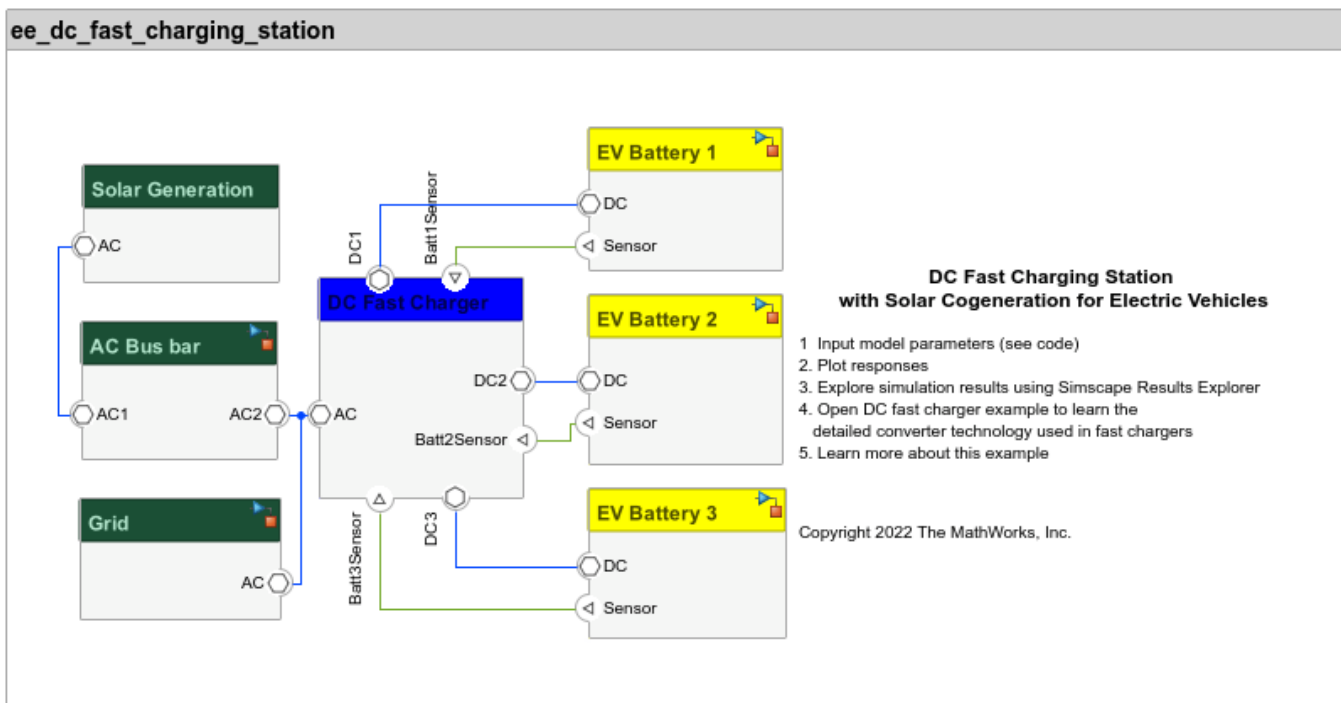 ee_dc_fast_charging_station
Solar Generation
AC
AC Bus bar
AC1
AC2
Grid
AC
DC1
Batt1Sensor
DC Fast Charger
AC
DC2
Batt2Sensor
Batt3Sensor
DC3
EV Battery 1
DC
Sensor
EV Battery 2
DC
Sensor
EV Battery 3
DC
Sensor
DC Fast Charging Station
with Solar Cogeneration for Electric Vehicles
1 Input model parameters (see code)
2. Plot responses
3. Explore simulation results using Simscape Results Explorer
4. Open DC fast charger example to learn the
detailed converter technology used in fast chargers
5. Learn more about this example
Copyright 2022 The MathWorks, Inc.